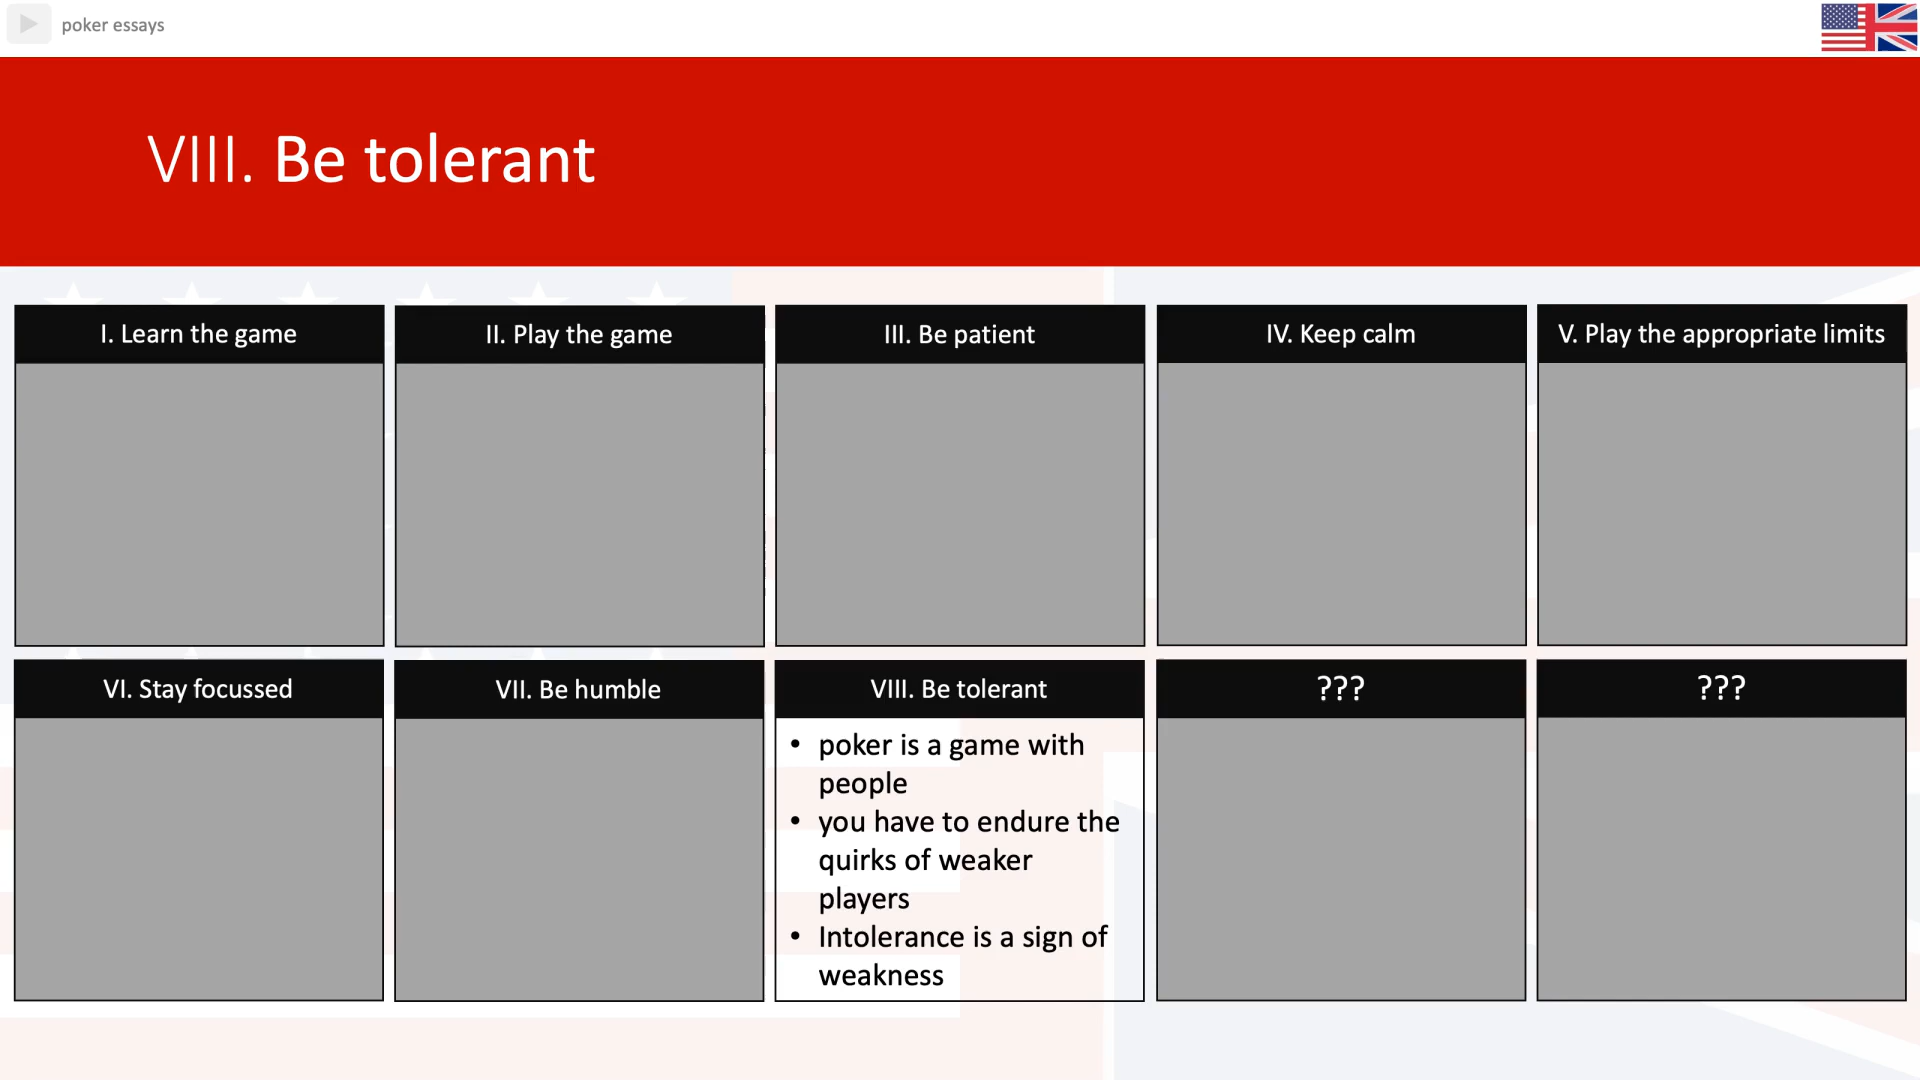 poker essays
VIII. Be tolerant
I. Learn the game
II. Play the game
III. Be patient
IV. Keep calm
V. Play the appropriate limits
VI. Stay focussed
VII. Be humble
VIII. Be tolerant
???
???
• poker is a game with
people
• you have to endure the
quirks of weaker
players
• Intolerance is a sign of
weakness